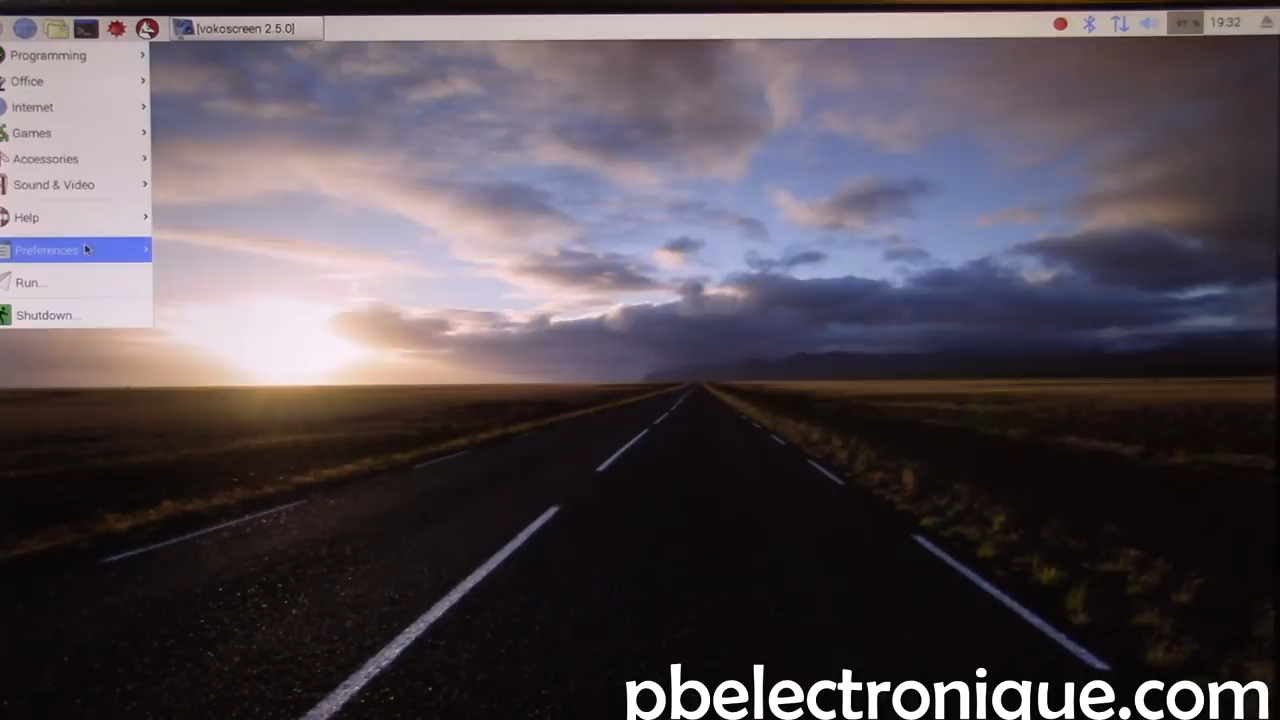 [vokoscreen 2.5.0]
19:32
Programming
Office
Internet
Games
Accessories
Sound & Video
Help
Preferences
Run...
Shutdown...
pbelectronique.com